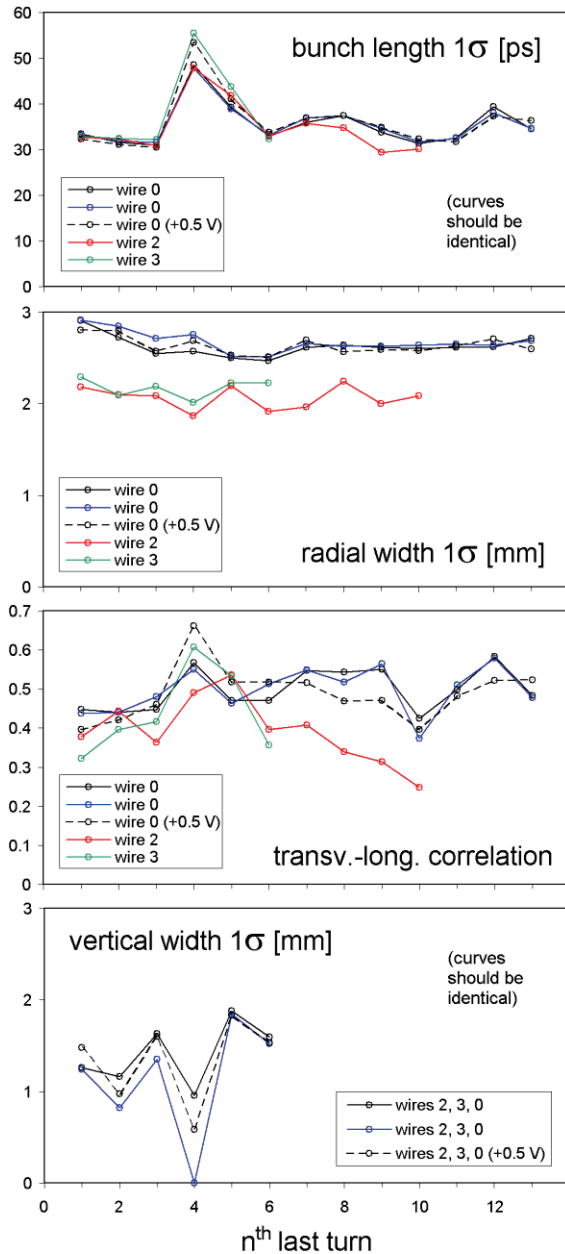 60
bunch length 1σ [ps]
50
40
30
20
10
0
wire 0
wire 0
wire 0 (+0.5 V)
wire 2
wire 3
(curves
should be
identical)
3
2
1
0
wire 0
wire 0
wire 0 (+0.5 V)
wire 2
wire 3
radial width 1σ [mm]
0.7
0.6
0.5
0.4
0.3
0.2
0.1
0
wire 0
wire 0
wire 0 (+0.5 V)
wire 2
wire 3
transv.-long. correlation
3
vertical width 1σ [mm]
(curves
should be
identical)
2
1
0
wires 2, 3, 0
wires 2, 3, 0
wires 2, 3, 0 (+0.5 V)
0 2 4 6 8 10 12
nth last turn